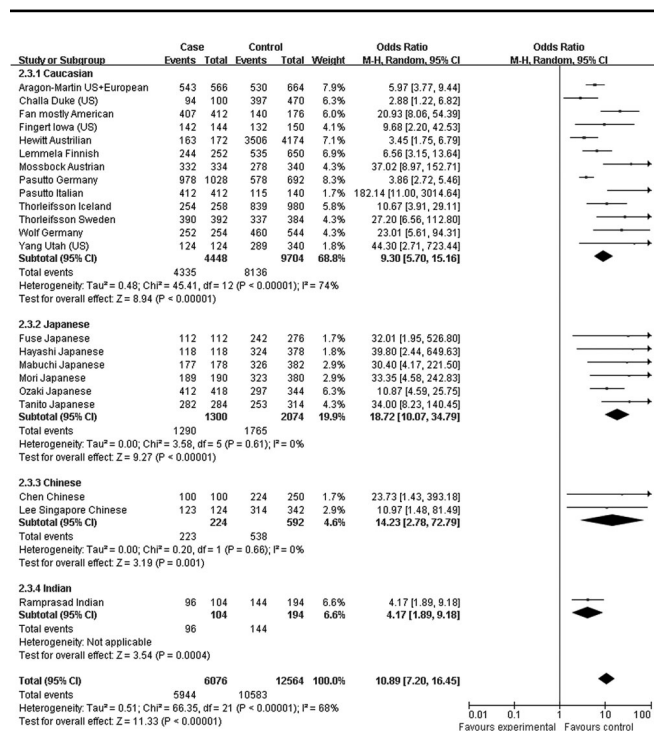 Case Control Odds Ratio Odds Ratio
Study or Subgroup Events Total Events Total Weight M-H, Random, 95% CI M-H, Random, 95% CI
2.3.1 Caucasian
Aragon-Martin US+European 543 566 530 664 7.9% 5.97 [3.77, 9.44]
Challa Duke (US) 94 100 397 470 6.3% 2.88 [1.22, 6.82]
Fan mostly American 407 412 140 176 6.0% 20.93 [8.06, 54.39]
Fingert Iowa (US) 142 144 132 150 3.9% 9.68 [2.20, 42.53]
Hewitt Austrilian 163 172 3506 4174 7.1% 3.45 [1.75, 6.79]
Lemmela Finnish 244 252 535 650 6.8% 6.56 [3.15, 13.64]
Mossbock Austrian 332 334 278 340 4.0% 37.02 [8.97, 152.71]
Pasutto Germany 978 1028 578 692 8.2% 3.86 [2.72, 5.46]
Pasutto Italian 412 412 115 140 1.7% 182.14 [11.00, 3014.64]
Thorleifsson Iceland 254 258 839 980 5.8% 10.67 [3.91, 29.11]
Thorleifsson Sweden 390 392 337 384 4.0% 27.20 [6.56, 112.80]
Wolf Germany 252 254 460 544 4.1% 23.01 [5.61, 94.31]
Yang Utah (US) 124 124 289 340 1.8% 44.30 [2.71, 723.44]
Subtotal (95% CI) 4448 9704 68.8% 9.30 [5.70, 15.16]
Total events 4335 8136
Heterogeneity: Tau² = 0.48; Chi² = 45.41, df = 12 (P < 0.00001); I² = 74%
Test for overall effect: Z = 8.94 (P < 0.00001)
2.3.2 Japanese
Fuse Japanese 112 112 242 276 1.7% 32.01 [1.95, 526.80]
Hayashi Japanese 118 118 324 378 1.8% 39.80 [2.44, 649.63]
Mabuchi Japanese 177 178 326 382 2.9% 30.40 [4.17, 221.50]
Mori Japanese 189 190 323 380 2.9% 33.35 [4.58, 242.83]
Ozaki Japanese 412 418 297 344 6.4% 10.87 [4.59, 25.75]
Tanito Japanese 282 284 253 314 4.3% 34.00 [8.23, 140.45]
Subtotal (95% CI) 1300 2074 19.9% 18.72 [10.07, 34.79]
Total events 1290 1765
Heterogeneity: Tau² = 0.00; Chi² = 3.58, df = 5 (P = 0.61); I² = 0%
Test for overall effect: Z = 9.27 (P < 0.00001)
2.3.3 Chinese
Chen Chinese 100 100 224 250 1.7% 23.73 [1.43, 393.18]
Lee Singapore Chinese 123 124 314 342 2.9% 10.97 [1.48, 81.49]
Subtotal (95% CI) 224 592 4.6% 14.23 [2.78, 72.79]
Total events 223 538
Heterogeneity: Tau² = 0.00; Chi² = 0.20, df = 1 (P = 0.66); I² = 0%
Test for overall effect: Z = 3.19 (P = 0.001)
2.3.4 Indian
Ramprasad Indian 96 104 144 194 6.6% 4.17 [1.89, 9.18]
Subtotal (95% CI) 104 194 6.6% 4.17 [1.89, 9.18]
Total events 96 144
Heterogeneity: Not applicable
Test for overall effect: Z = 3.54 (P = 0.0004)
Total (95% CI) 6076 12564 100.0% 10.89 [7.20, 16.45]
Total events 5944 10583
Heterogeneity: Tau² = 0.51; Chi² = 66.35, df = 21 (P < 0.00001); I² = 68%
Test for overall effect: Z = 11.33 (P < 0.00001)
0.01 0.1 1 10 100
Favours experimental Favours control